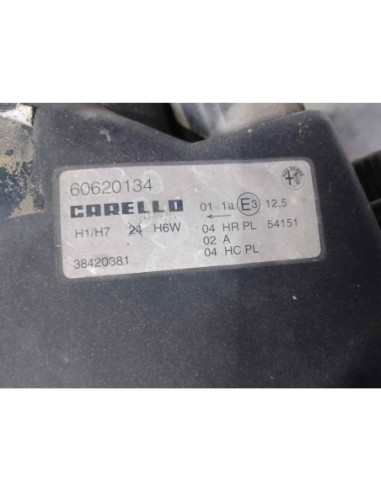 60620134
CARELLO 01 1a E3 12,5
H1/H7 24 H6W 04 HR PL 54151
02 A
38420381 04 HC PL